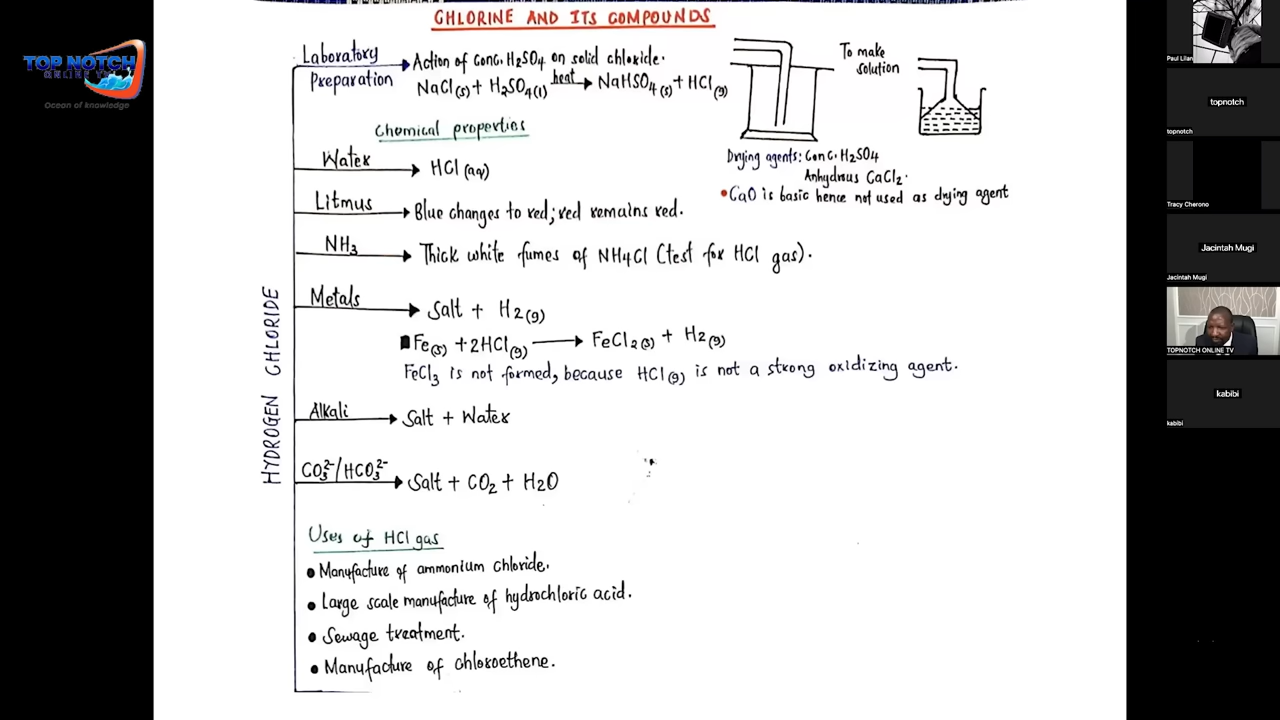 CHLORINE AND ITS COMPOUNDS
TOP NOTCH
ONLINE TV
Ocean of knowledge
Laboratory
Preparation
Action of Conc. H₂SO₄ on solid chloride.
NaCl(s) + H₂SO₄(l) heat → NaHSO₄(s) + HCl(g)
To make
solution
Chemical properties
Drying agents: Conc. H₂SO₄
Anhydrous CaCl₂.
• CaO is basic hence not used as drying agent
Water → HCl(aq)
Litmus → Blue changes to red; red remains red.
NH₃ → Thick white fumes of NH₄Cl (test for HCl gas).
HYDROGEN CHLORIDE
Metals → Salt + H₂(g)
Fe(s) + 2HCl(g) → FeCl₂(s) + H₂(g)
FeCl₃ is not formed, because HCl(g) is not a strong oxidizing agent.
Alkali → Salt + Water
CO₃²⁻/HCO₃²⁻ → Salt + CO₂ + H₂O
Uses of HCl gas
• Manufacture of ammonium chloride.
• Large scale manufacture of hydrochloric acid.
• Sewage treatment.
• Manufacture of chloroethene.
Paul Lilan
topnotch
topnotch
Tracy Cherono
Jacintah Mugi
Jacintah Mugi
TOPNOTCH ONLINE TV
kabibi
kabibi